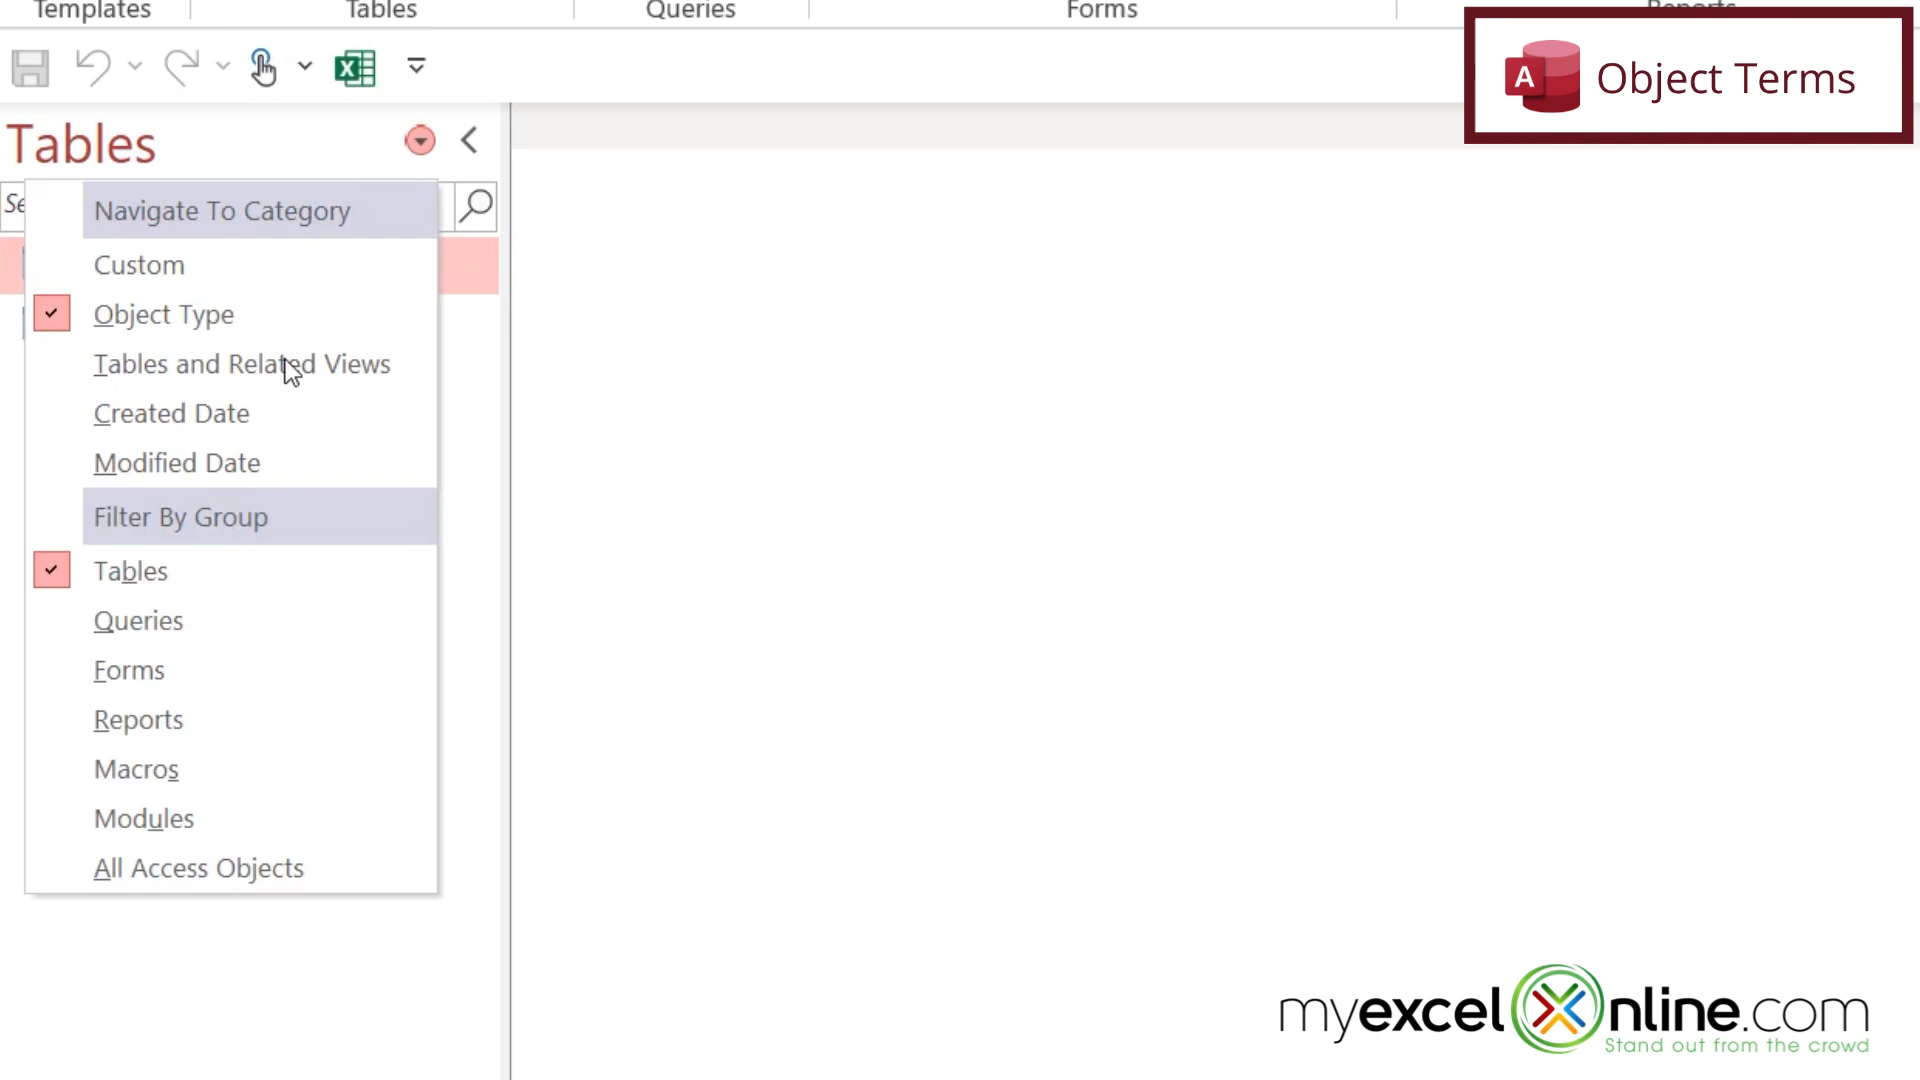 Templates Tables Queries Forms Reports
A Object Terms
Tables
Se
Navigate To Category
Custom
Object Type
Tables and Related Views
Created Date
Modified Date
Filter By Group
Tables
Queries
Forms
Reports
Macros
Modules
All Access Objects
myexcelonline.com
Stand out from the crowd